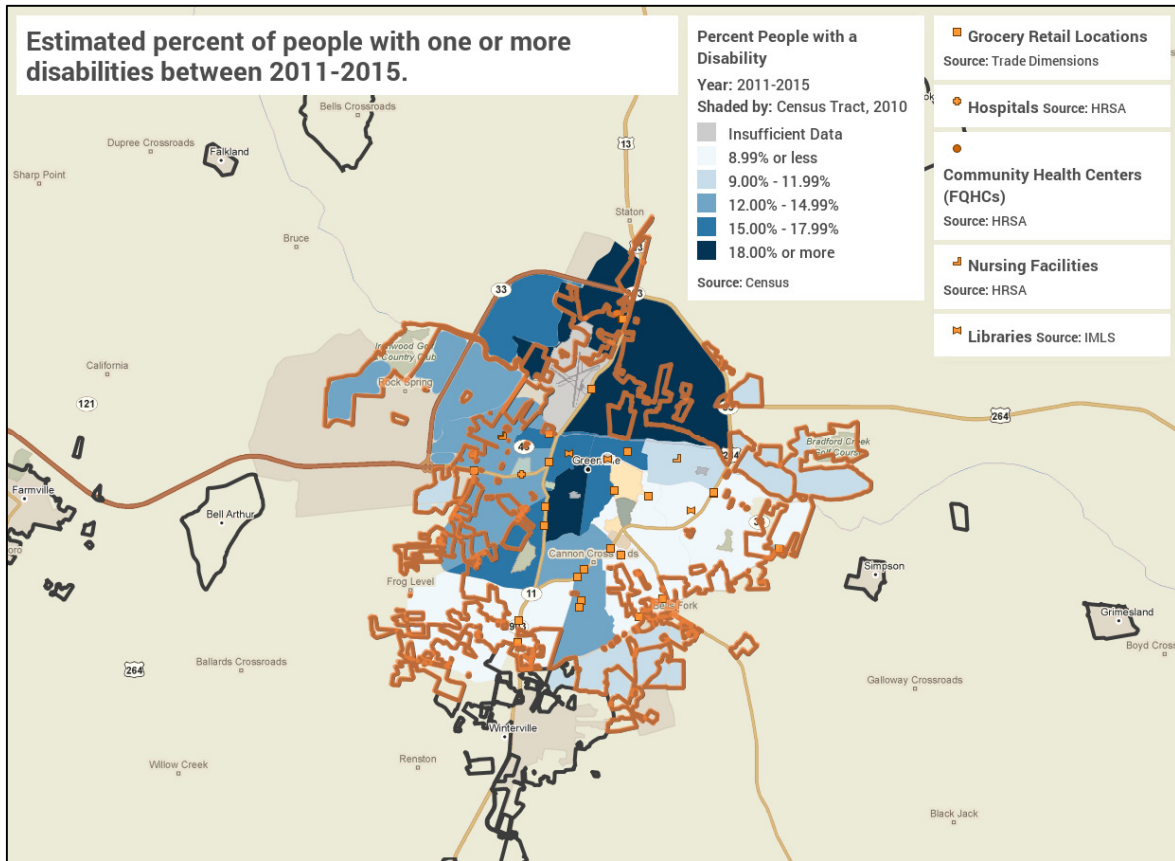 Estimated percent of people with one or more
disabilities between 2011-2015.
Percent People with a
Disability
Year: 2011-2015
Shaded by: Census Tract, 2010
Insufficient Data
8.99% or less
9.00% - 11.99%
12.00% - 14.99%
15.00% - 17.99%
18.00% or more
Source: Census
Grocery Retail Locations
Source: Trade Dimensions
Hospitals Source: HRSA
Community Health Centers
(FQHCs)
Source: HRSA
Nursing Facilities
Source: HRSA
Libraries Source: IMLS
Bells Crossroads
Dupree Crossroads
Falkland
13
Sharp Point
Staton
Bruce
33
Country Club
Rock Spring
California
121
264
Bradford Creek
Golf Cours
Farmville
Bell Arthur
Cannon
Simpson
Frog Level
11
Bells Fork
Grimesland
Boyd Cros
Ballards Crossroads
264
Galloway Crossroads
Winterville
Renston
Willow Creek
Black Jack